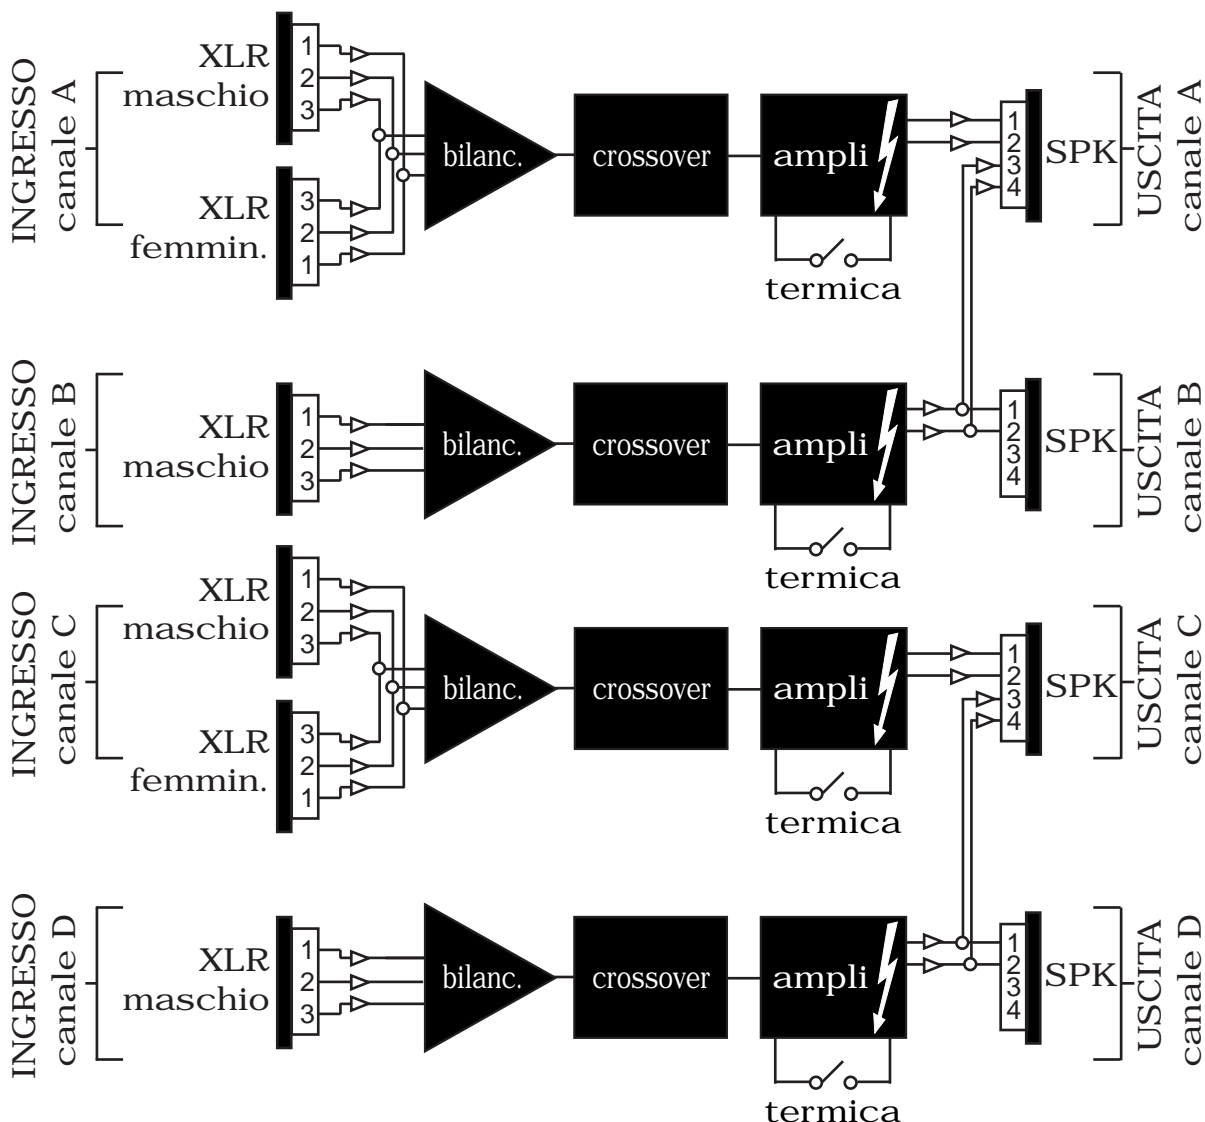 INGRESSO
canale A
XLR
maschio
1
2
3
XLR
femmin.
3
2
1
bilanc.
crossover
ampli
termica
1
2
3
4
SPK
USCITA
canale A
INGRESSO
canale B
XLR
maschio
1
2
3
bilanc.
crossover
ampli
termica
1
2
3
4
SPK
USCITA
canale B
INGRESSO
canale C
XLR
maschio
1
2
3
XLR
femmin.
3
2
1
bilanc.
crossover
ampli
termica
1
2
3
4
SPK
USCITA
canale C
INGRESSO
canale D
XLR
maschio
1
2
3
bilanc.
crossover
ampli
termica
1
2
3
4
SPK
USCITA
canale D